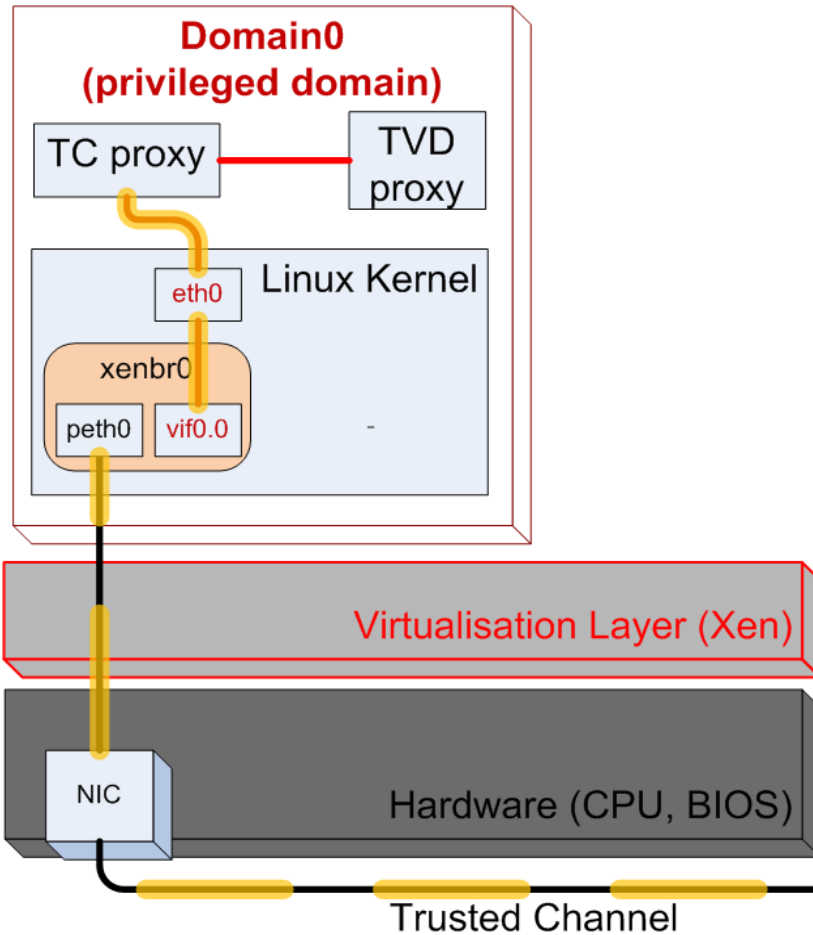 Domain0
(privileged domain)
TC proxy
TVD
proxy
Linux Kernel
eth0
xenbr0
peth0
vif0.0
-
Virtualisation Layer (Xen)
NIC
Hardware (CPU, BIOS)
Trusted Channel